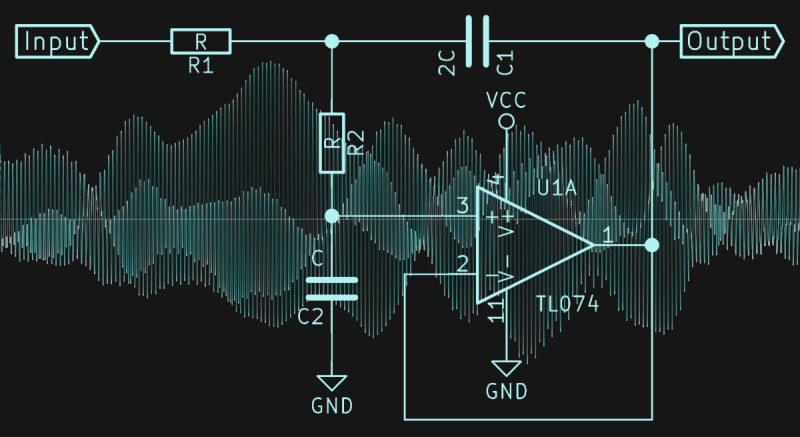 Input
R
R1
2C
C1
Output
VCC
R
R2
4
U1A
3
+
V+
1
2
-
V-
C
C2
11
TL074
GND
GND